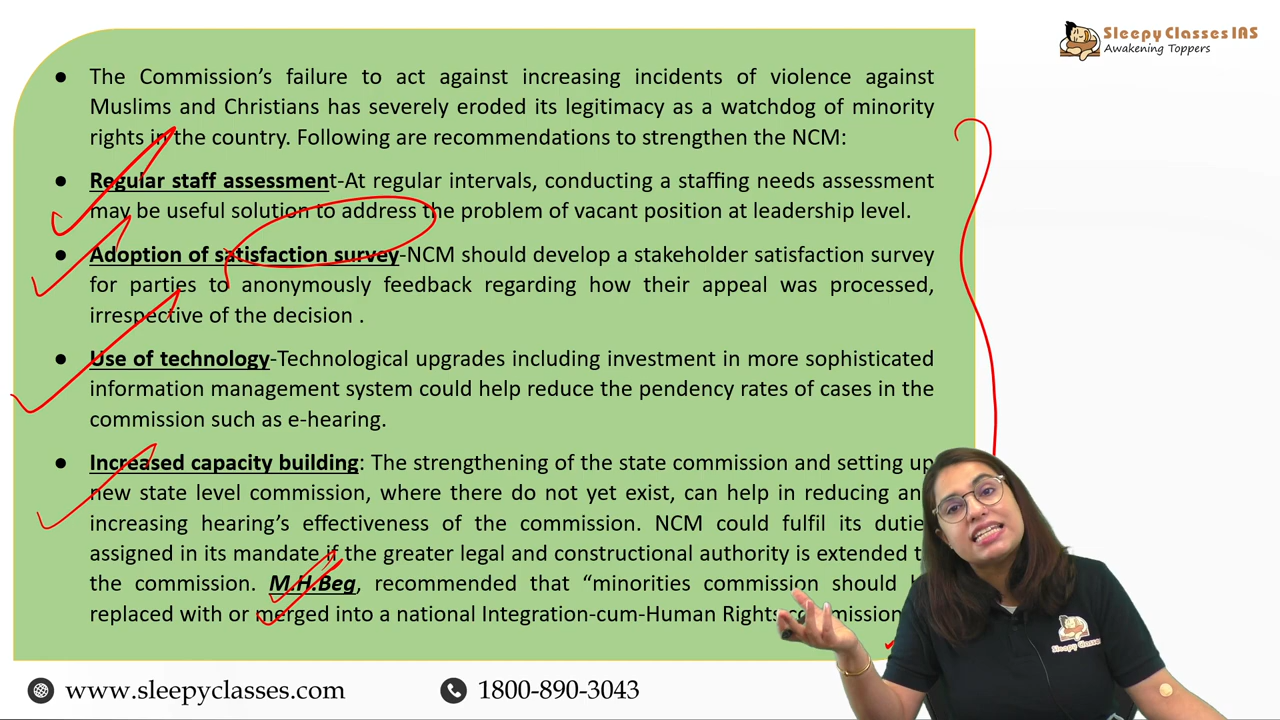 Sleepy Classes IAS
Awakening Toppers
● The Commission’s failure to act against increasing incidents of violence against
Muslims and Christians has severely eroded its legitimacy as a watchdog of minority
rights in the country. Following are recommendations to strengthen the NCM:
● Regular staff assessment-At regular intervals, conducting a staffing needs assessment
may be useful solution to address the problem of vacant position at leadership level.
● Adoption of satisfaction survey-NCM should develop a stakeholder satisfaction survey
for parties to anonymously feedback regarding how their appeal was processed,
irrespective of the decision .
● Use of technology-Technological upgrades including investment in more sophisticated
information management system could help reduce the pendency rates of cases in the
commission such as e-hearing.
● Increased capacity building: The strengthening of the state commission and setting up
new state level commission, where there do not yet exist, can help in reducing
increasing hearing’s effectiveness of the commission. NCM could fulfil its
assigned in its mandate if the greater legal and constructional authority is extended
the commission. M.H.Beg, recommended that “minorities commission should
replaced with or merged into a national Integration-cum-Human Rights commission
Sleepy Classes
www.sleepyclasses.com
1800-890-3043